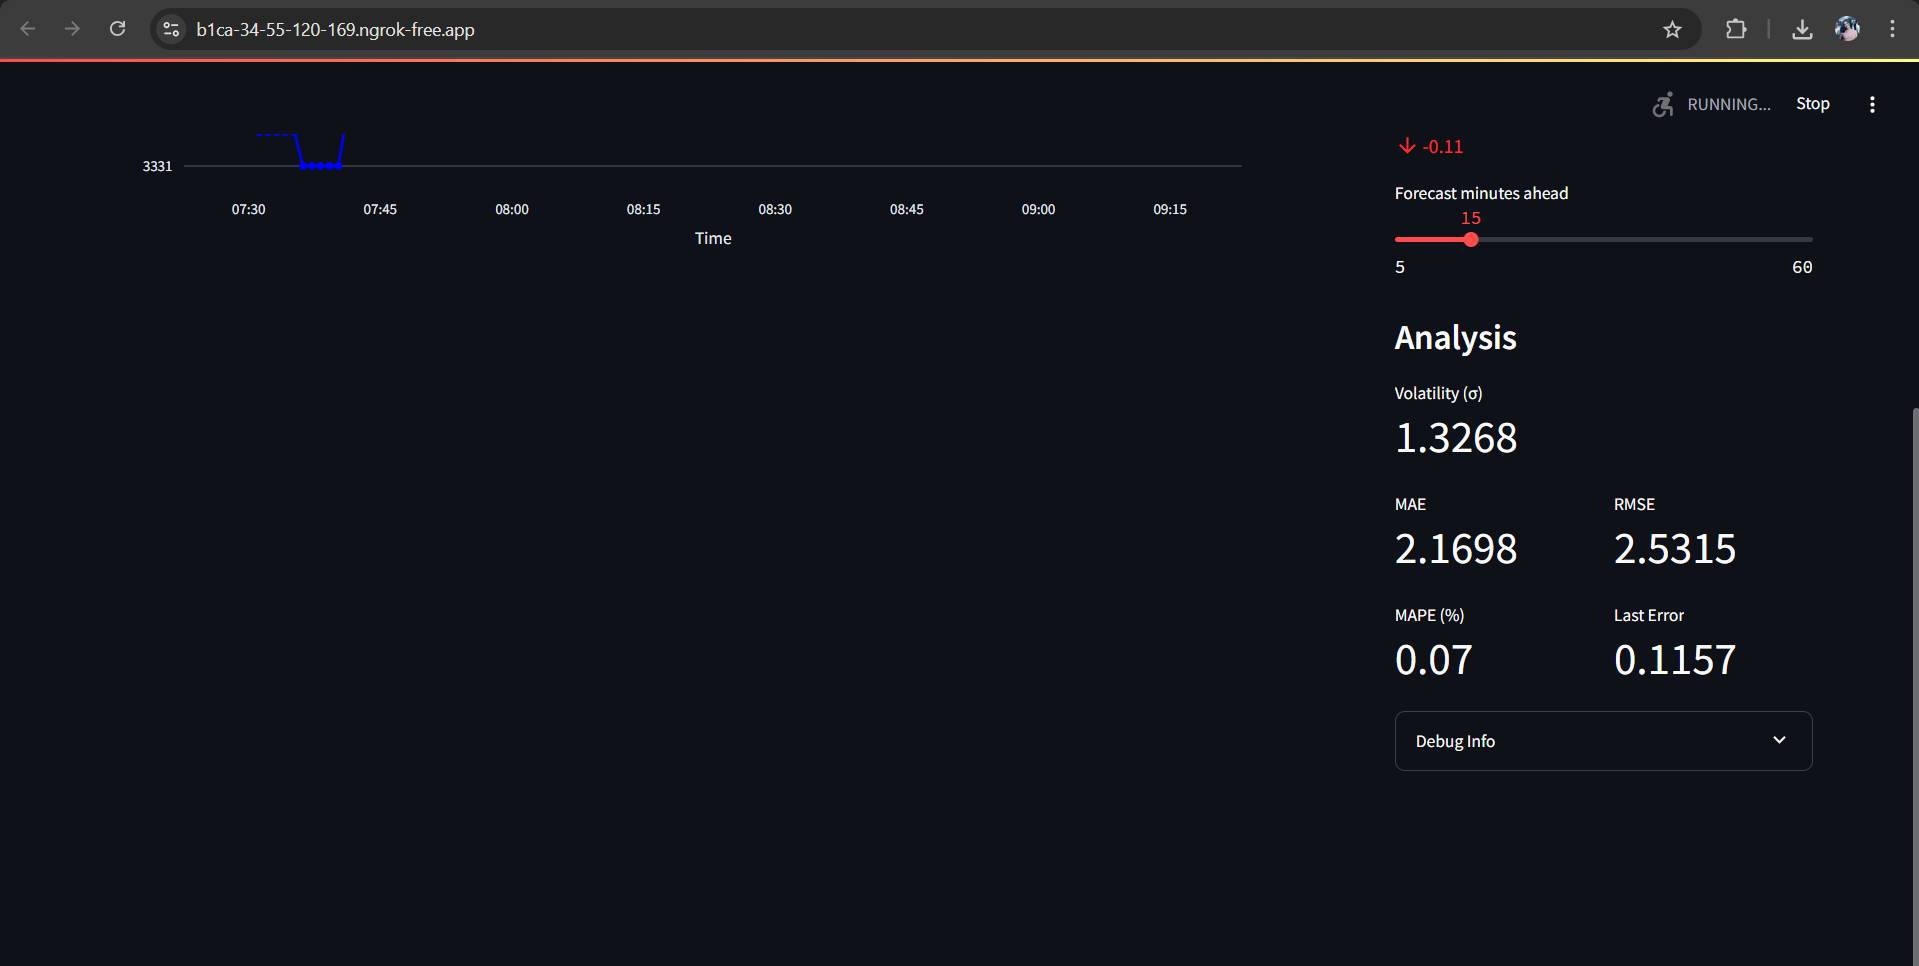 b1ca-34-55-120-169.ngrok-free.app
RUNNING...
Stop
3331
07:30 07:45 08:00 08:15 08:30 08:45 09:00 09:15
Time
-0.11
Forecast minutes ahead
15
5 60
Analysis
Volatility (σ)
1.3268
MAE RMSE
2.1698 2.5315
MAPE (%) Last Error
0.07 0.1157
Debug Info